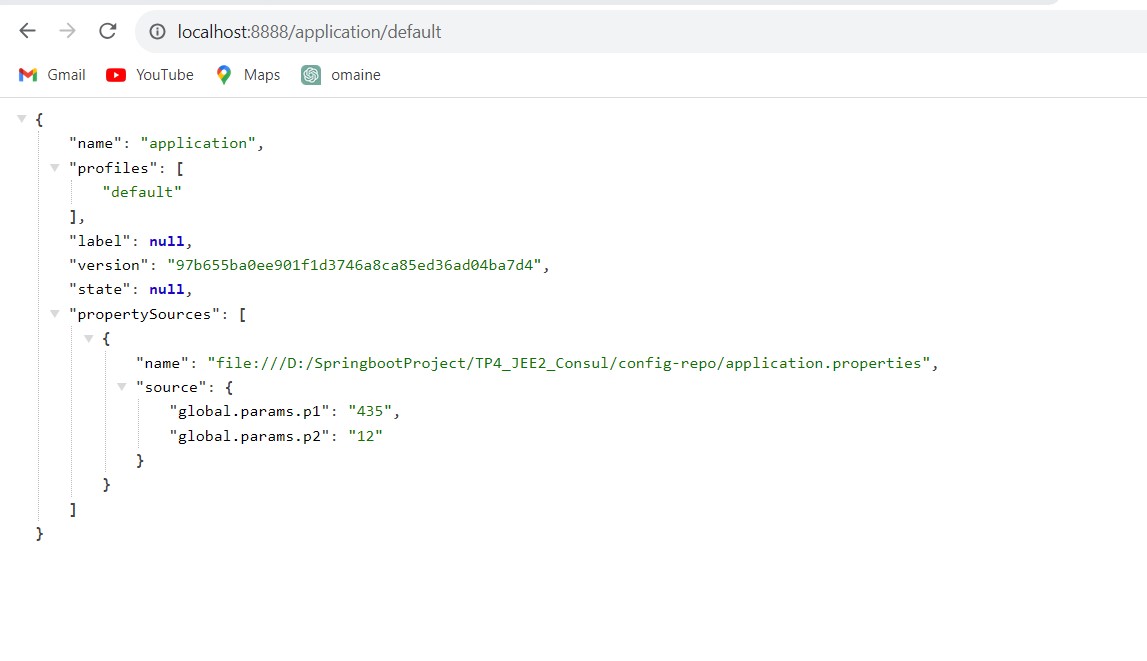 localhost:8888/application/default
Gmail YouTube Maps omaine
{
"name": "application",
"profiles": [
"default"
],
"label": null,
"version": "97b655ba0ee901f1d3746a8ca85ed36ad04ba7d4",
"state": null,
"propertySources": [
{
"name": "file:///D:/SpringbootProject/TP4_JEE2_Consul/config-repo/application.properties",
"source": {
"global.params.p1": "435",
"global.params.p2": "12"
}
}
]
}